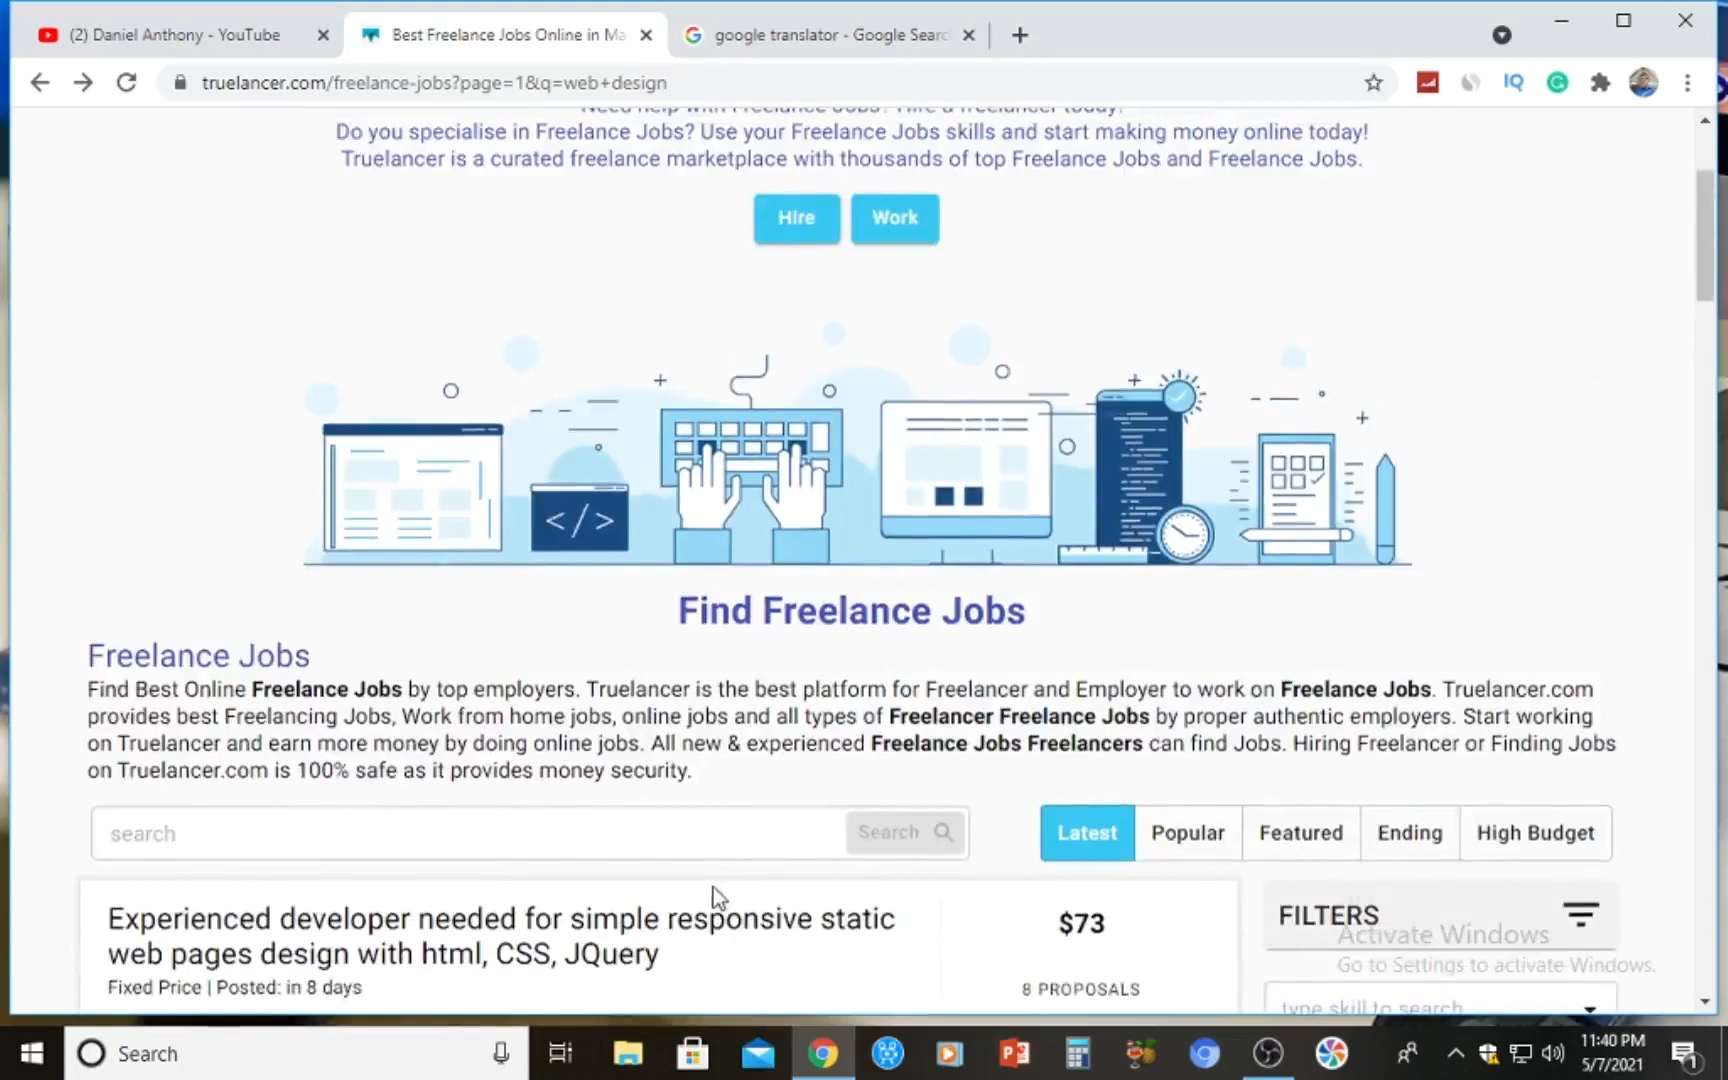 (2) Daniel Anthony - YouTube
Best Freelance Jobs Online in Ma
google translator - Google Searc
truelancer.com/freelance-jobs?page=1&q=web+design
IQ
Need help with Freelance Jobs? Hire a freelancer today!
Do you specialise in Freelance Jobs? Use your Freelance Jobs skills and start making money online today!
Truelancer is a curated freelance marketplace with thousands of top Freelance Jobs and Freelance Jobs.
Hire
Work
</>
Find Freelance Jobs
Freelance Jobs
Find Best Online Freelance Jobs by top employers. Truelancer is the best platform for Freelancer and Employer to work on Freelance Jobs. Truelancer.com
provides best Freelancing Jobs, Work from home jobs, online jobs and all types of Freelancer Freelance Jobs by proper authentic employers. Start working
on Truelancer and earn more money by doing online jobs. All new & experienced Freelance Jobs Freelancers can find Jobs. Hiring Freelancer or Finding Jobs
on Truelancer.com is 100% safe as it provides money security.
search
Search
Latest
Popular
Featured
Ending
High Budget
Experienced developer needed for simple responsive static
web pages design with html, CSS, JQuery
Fixed Price | Posted: in 8 days
$73
8 PROPOSALS
FILTERS
Activate Windows
Go to Settings to activate Windows.
type skill to search
Search
11:40 PM
5/7/2021
1